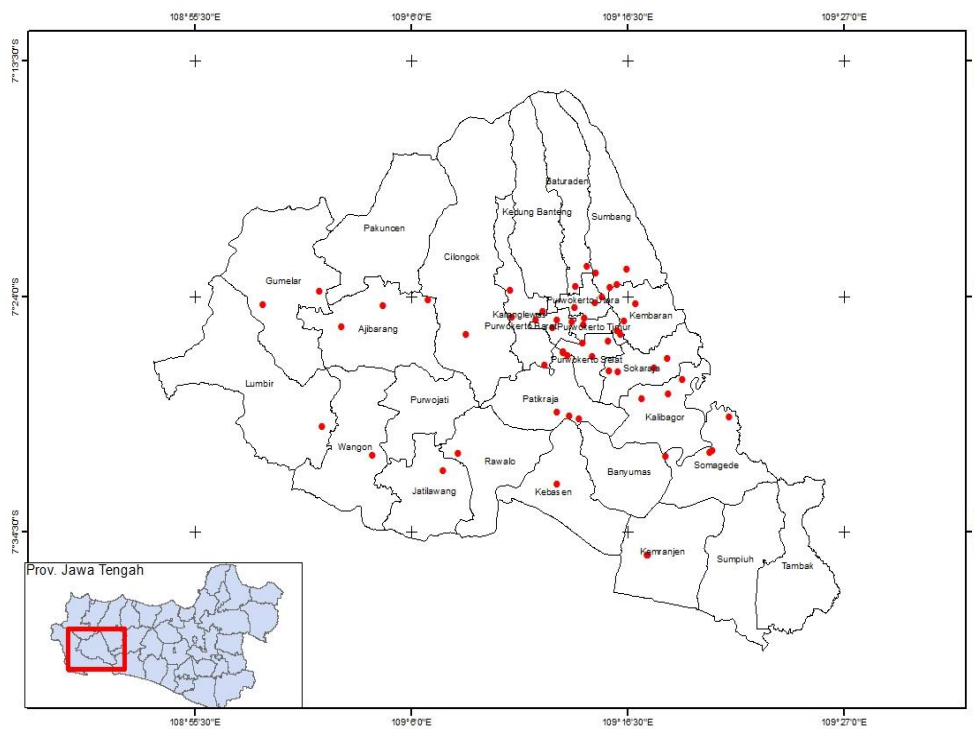 108°55'30"E
109°6'0"E
109°16'30"E
109°27'0"E
7°13'30"S
7°24'0"S
7°34'30"S
Baturaden
Kedung Banteng
Sumbang
Pakuncen
Cilongok
Gumelar
Purwokerto Utara
Karanglewas
Kembaran
Purwokerto Barat
Purwokerto Timur
Ajibarang
Purwokerto Selat
Sokaraja
Lumbir
Purwojati
Patikraja
Kalibagor
Wangon
Rawalo
Somagede
Banyumas
Jatilawang
Kebasen
Kemranjen
Sumpiuh
Tambak
Prov. Jawa Tengah
108°55'30"E
109°6'0"E
109°16'30"E
109°27'0"E